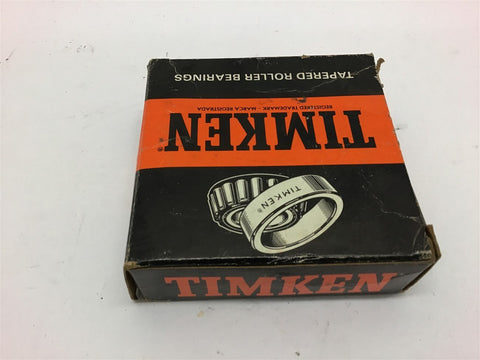 TAPERED ROLLER BEARINGS
REGISTERED TRADEMARK - MARCA REGISTRADA
TIMKEN
TIMKEN®
TIMKEN